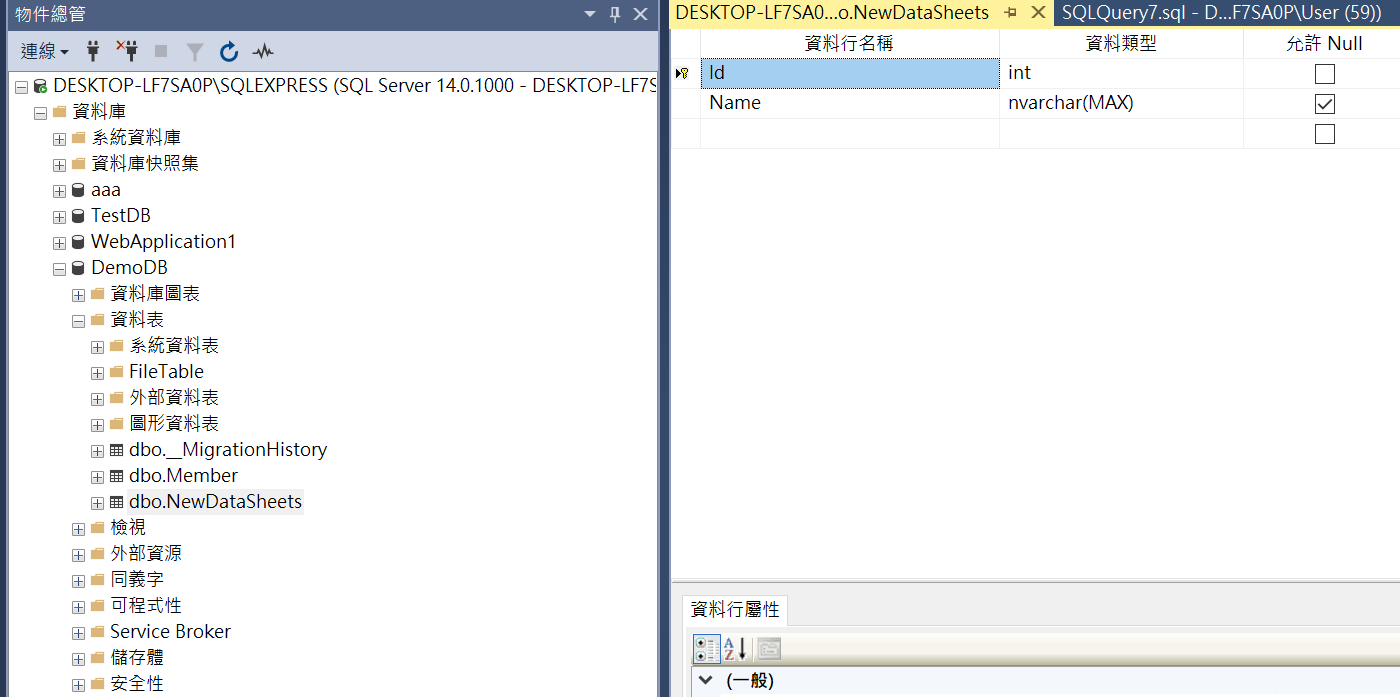 物件總管
連線
DESKTOP-LF7SA0P\SQLEXPRESS (SQL Server 14.0.1000 - DESKTOP-LF7S
資料庫
系統資料庫
資料庫快照集
aaa
TestDB
WebApplication1
DemoDB
資料庫圖表
資料表
系統資料表
FileTable
外部資料表
圖形資料表
dbo.__MigrationHistory
dbo.Member
dbo.NewDataSheets
檢視
外部資源
同義字
可程式性
Service Broker
儲存體
安全性
DESKTOP-LF7SA0...o.NewDataSheets
SQLQuery7.sql - D...F7SA0P\User (59))
資料行名稱 資料類型 允許 Null
Id int
Name nvarchar(MAX)
資料行屬性
(一般)